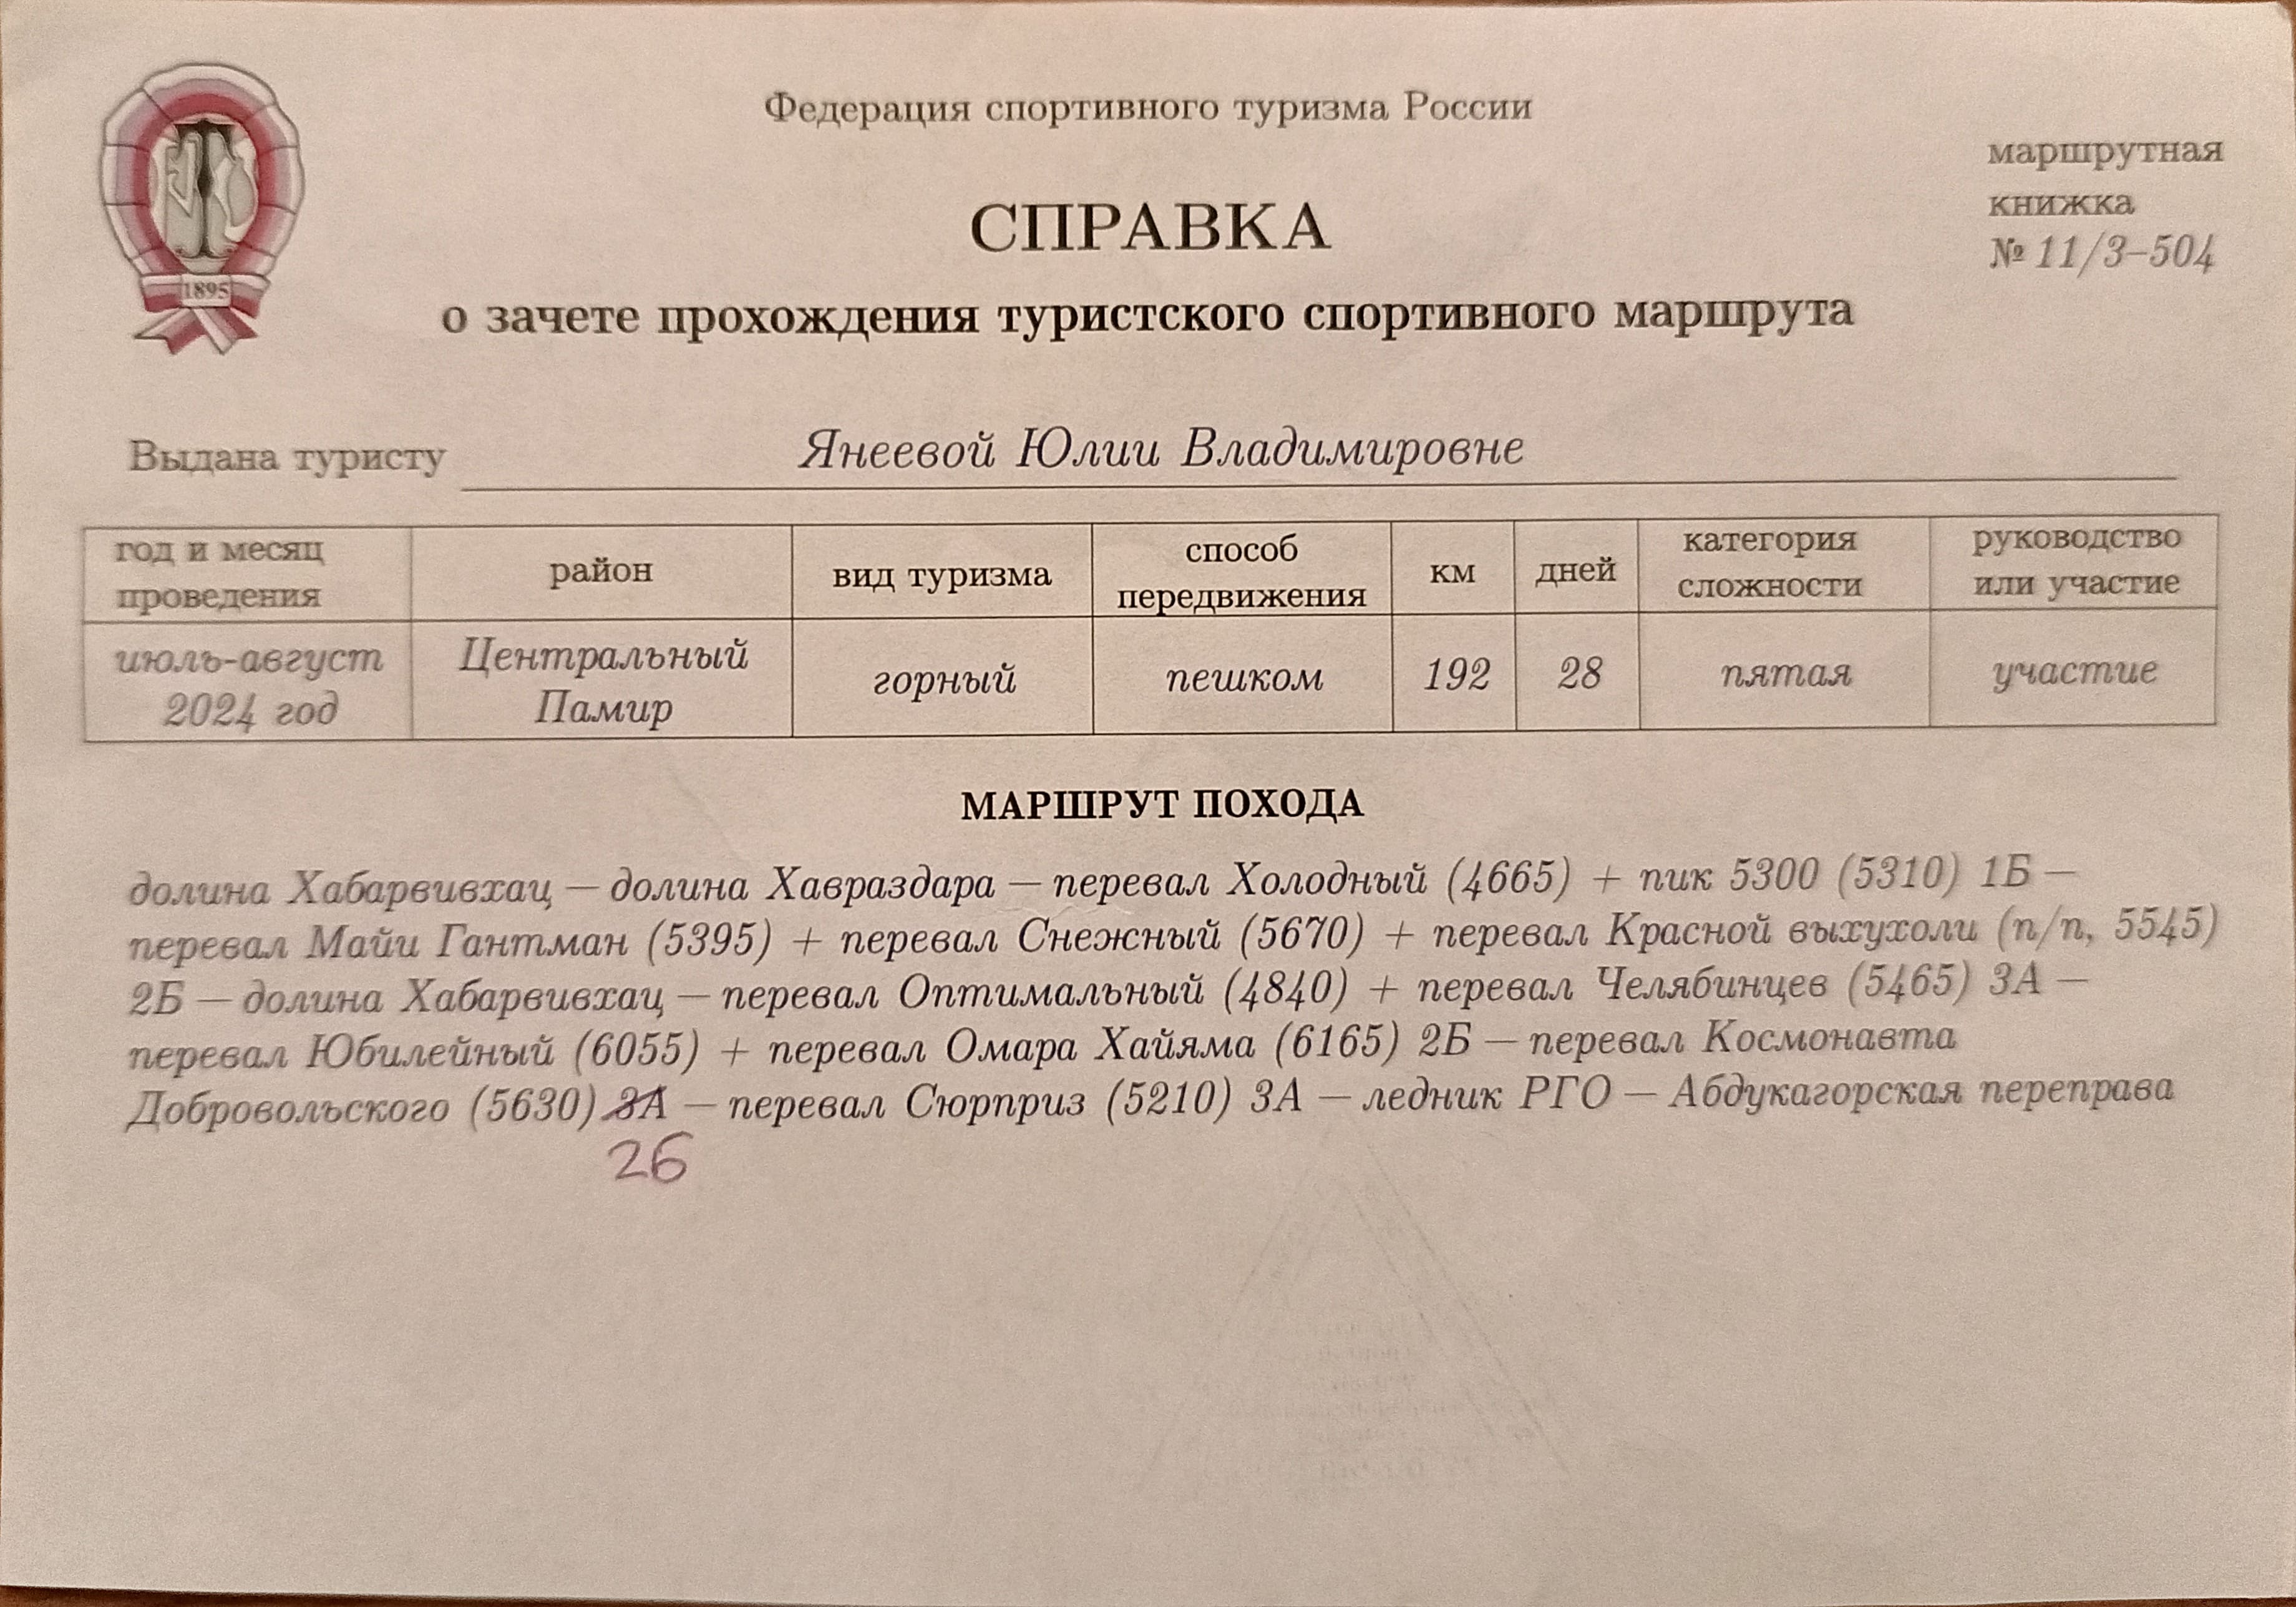 Федерация спортивного туризма России
маршрутная
книжка
№ 11/3–504
1895
СПРАВКА
о зачете прохождения туристского спортивного маршрута
Выдана туристу Янеевой Юлии Владимировне
год и месяц проведения | район | вид туризма | способ передвижения | км | дней | категория сложности | руководство или участие
июль-август 2024 год | Центральный Памир | горный | пешком | 192 | 28 | пятая | участие
МАРШРУТ ПОХОДА
долина Хабарвивхац — долина Хавраздара — перевал Холодный (4665) + пик 5300 (5310) 1Б —
перевал Майи Гантман (5395) + перевал Снежный (5670) + перевал Красной выхухоли (п/п, 5545)
2Б — долина Хабарвивхац — перевал Оптимальный (4840) + перевал Челябинцев (5465) 3А —
перевал Юбилейный (6055) + перевал Омара Хайяма (6165) 2Б — перевал Космонавта
Добровольского (5630) 3А — перевал Сюрприз (5210) 3А — ледник РГО — Абдукагорская переправа
2Б